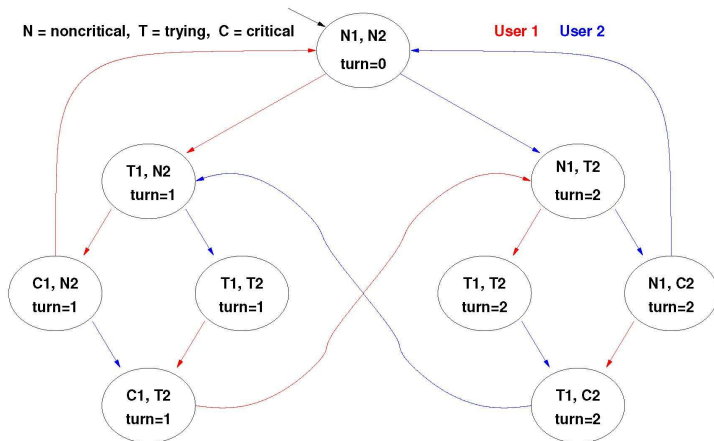 N = noncritical, T = trying, C = critical
N1, N2
turn=0
User 1 User 2
T1, N2
turn=1
N1, T2
turn=2
C1, N2
turn=1
T1, T2
turn=1
T1, T2
turn=2
N1, C2
turn=2
C1, T2
turn=1
T1, C2
turn=2